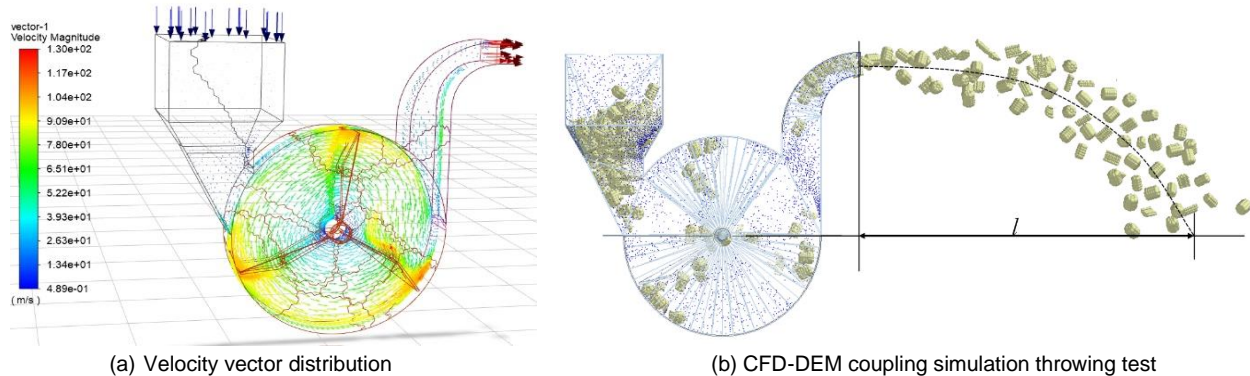 vector-1
Velocity Magnitude
1.30e+02
1.17e+02
1.04e+02
9.09e+01
7.80e+01
6.51e+01
5.22e+01
3.93e+01
2.63e+01
1.34e+01
4.89e-01
( m/s )
l
(a) Velocity vector distribution
(b) CFD-DEM coupling simulation throwing test